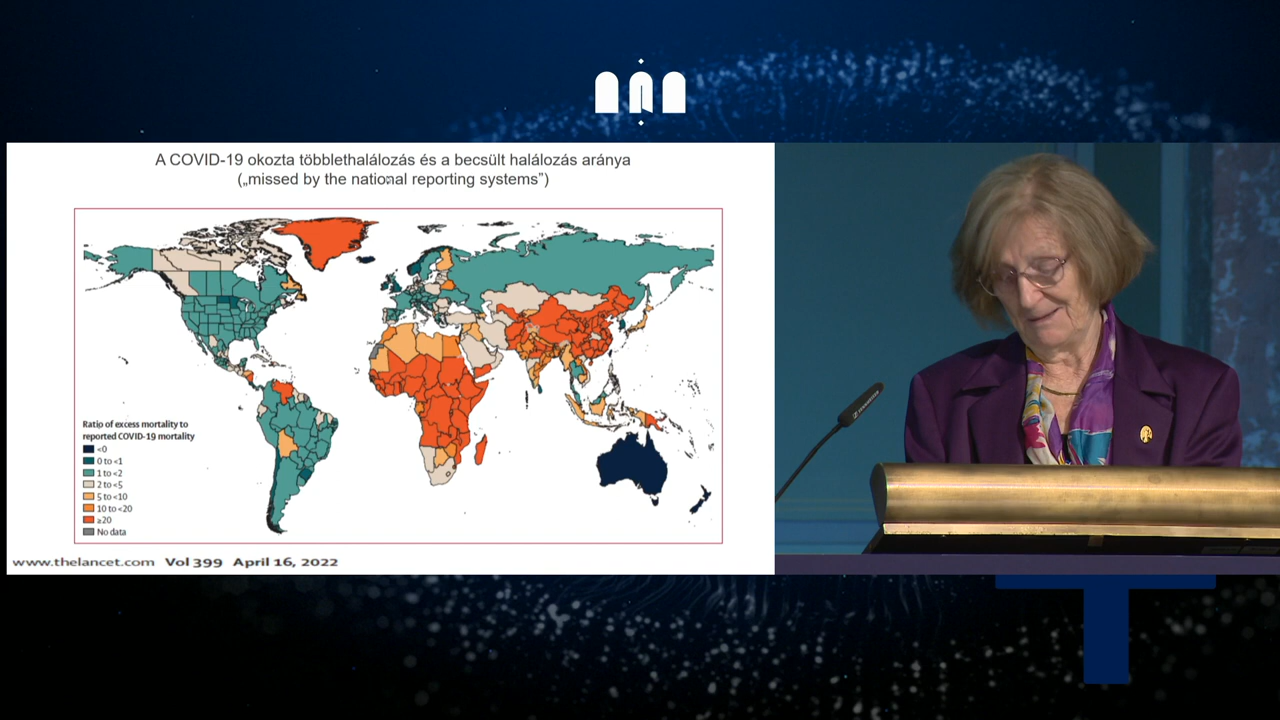 A COVID-19 okozta többlethalálozás és a becsült halálozás aránya
(„missed by the national reporting systems”)
Ratio of excess mortality to
reported COVID-19 mortality
<0
0 to <1
1 to <2
2 to <5
5 to <10
10 to <20
≥20
No data
www.thelancet.com Vol 399 April 16, 2022